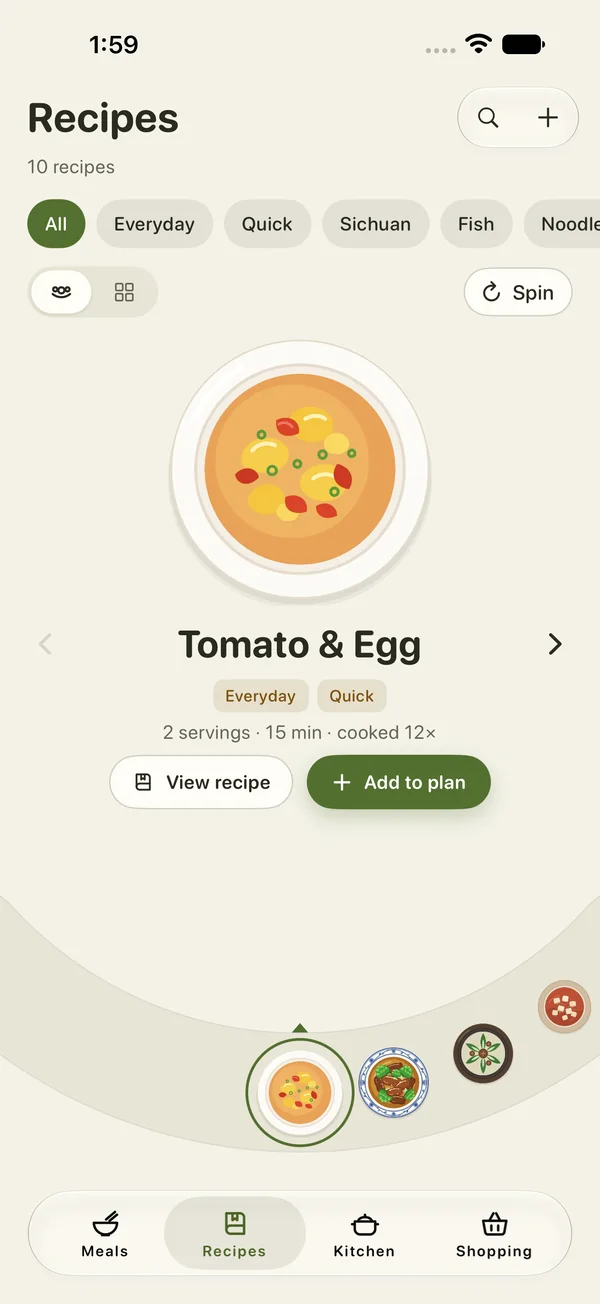 1:59
Recipes
10 recipes
All Everyday Quick Sichuan Fish Noodle
Spin
Tomato & Egg
Everyday Quick
2 servings · 15 min · cooked 12×
View recipe Add to plan
Meals Recipes Kitchen Shopping